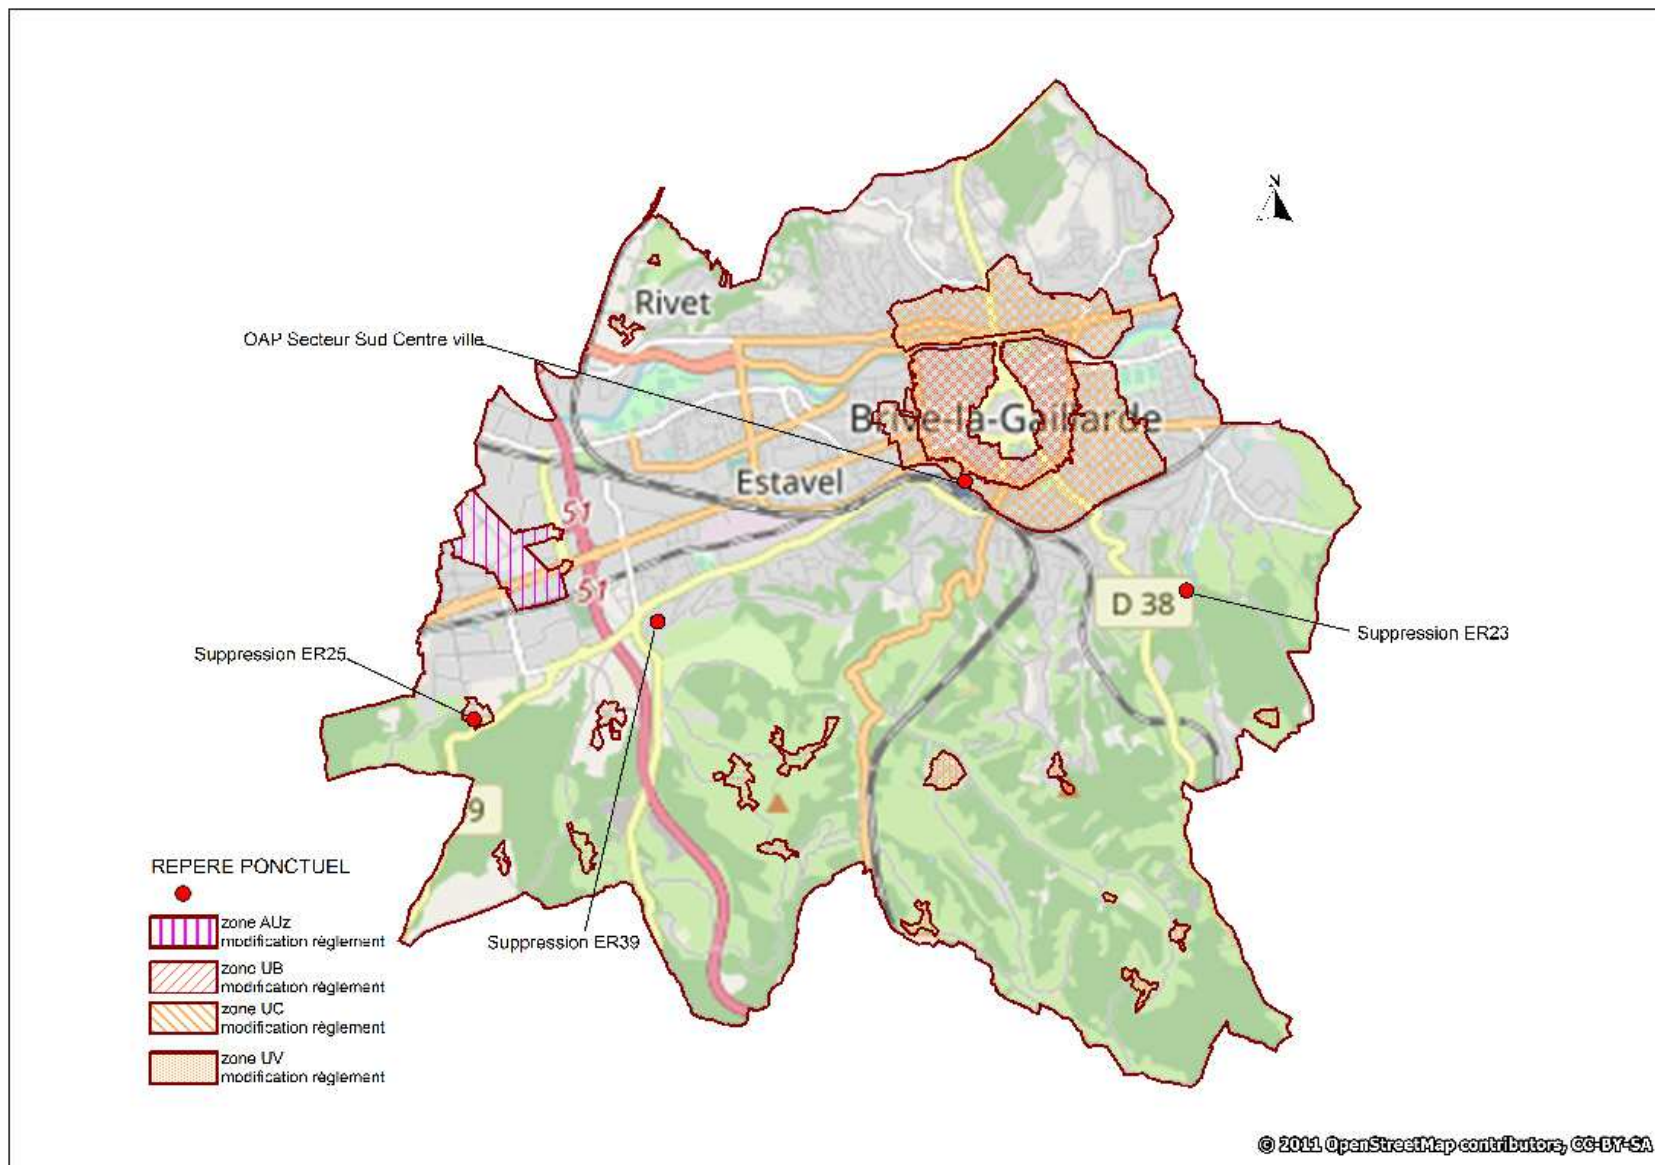 N
Rivet
OAP Secteur Sud Centre ville
Brive-la-Gaillarde
Estavel
51
51
D 38
Suppression ER23
Suppression ER25
9
REPERE PONCTUEL
zone AUz
modification règlement
Suppression ER39
zone UB
modification règlement
zone UC
modification règlement
zone UV
modification règlement
© 2011 OpenStreetMap contributors, CC-BY-SA